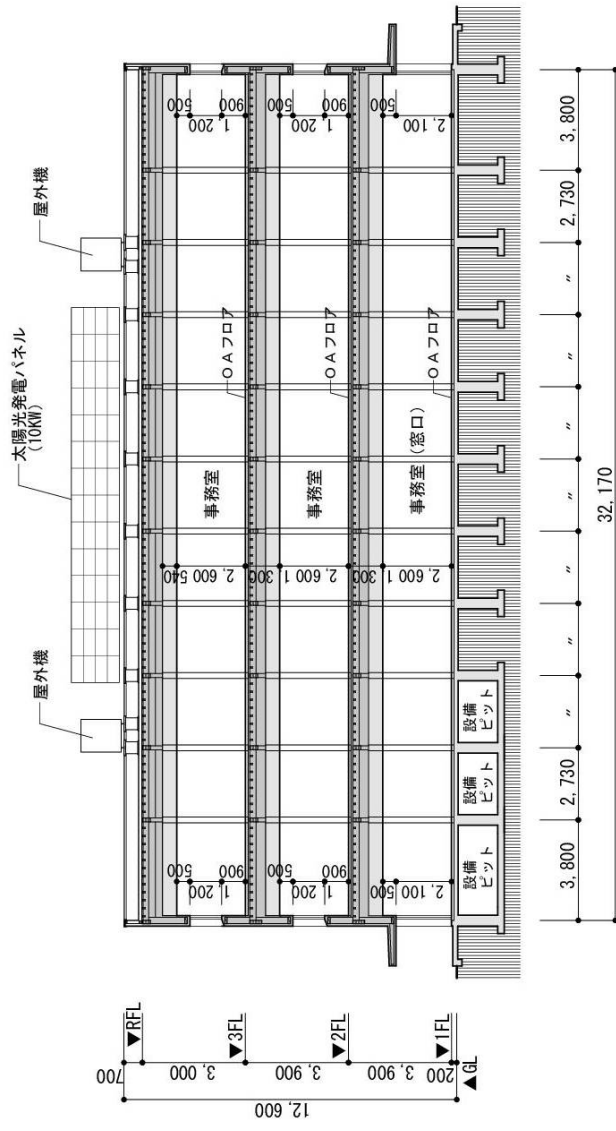 太陽光発電パネル
(10KW)
屋外機
屋外機
12,600
700
3,000
3,900
3,900
200
▼RFL
▼3FL
▼2FL
▼1FL
▲GL
500
1,200
900
540
2,600
事務室
OAフロア
500
1,200
900
500
1,200
900
1,300
2,600
事務室
OAフロア
500
1,200
900
500
2,100
1,300
2,600
事務室(窓口)
OAフロア
500
2,100
設備
ピット
設備
ピット
設備
ピット
3,800
2,730
〃
〃
〃
〃
〃
〃
〃
2,730
3,800
32,170